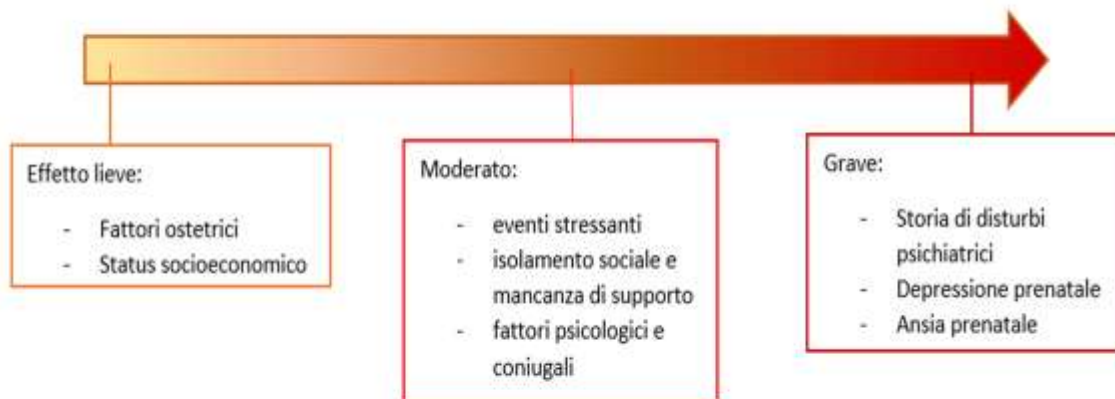 Effetto lieve:
- Fattori ostetrici
- Status socioeconomico
Moderato:
- eventi stressanti
- isolamento sociale e
mancanza di supporto
- fattori psicologici e
coniugali
Grave:
- Storia di disturbi
psichiatrici
- Depressione prenatale
- Ansia prenatale